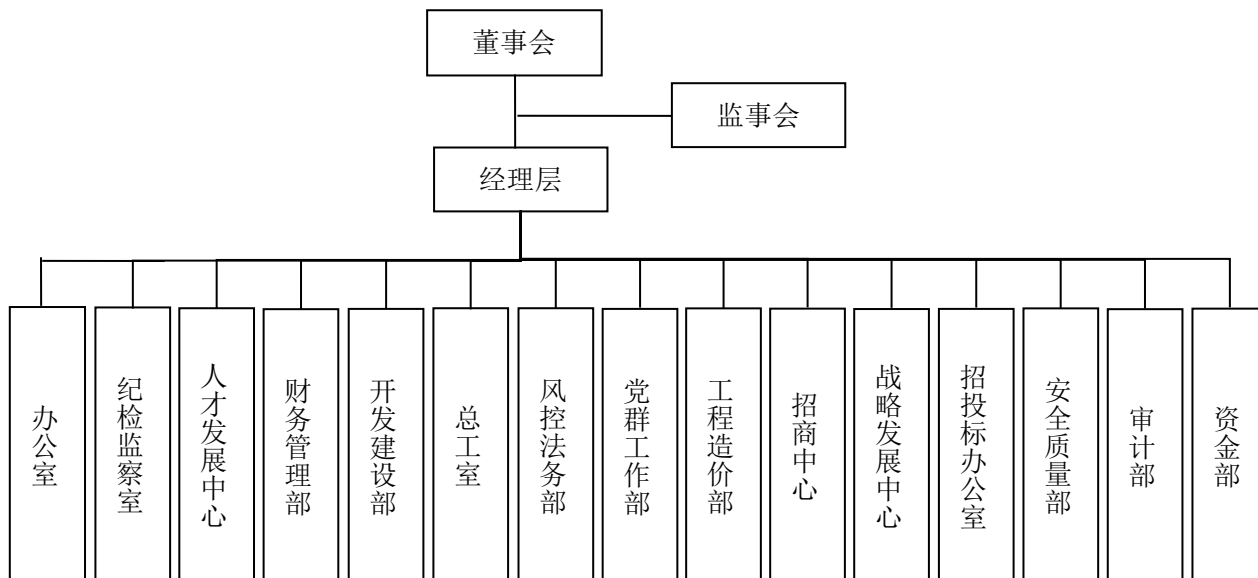 董事会
监事会
经理层
办公室
纪检监察室
人才发展中心
财务管理部
开发建设部
总工室
风控法务部
党群工作部
工程造价部
招商中心
战略发展中心
招投标办公室
安全质量部
审计部
资金部